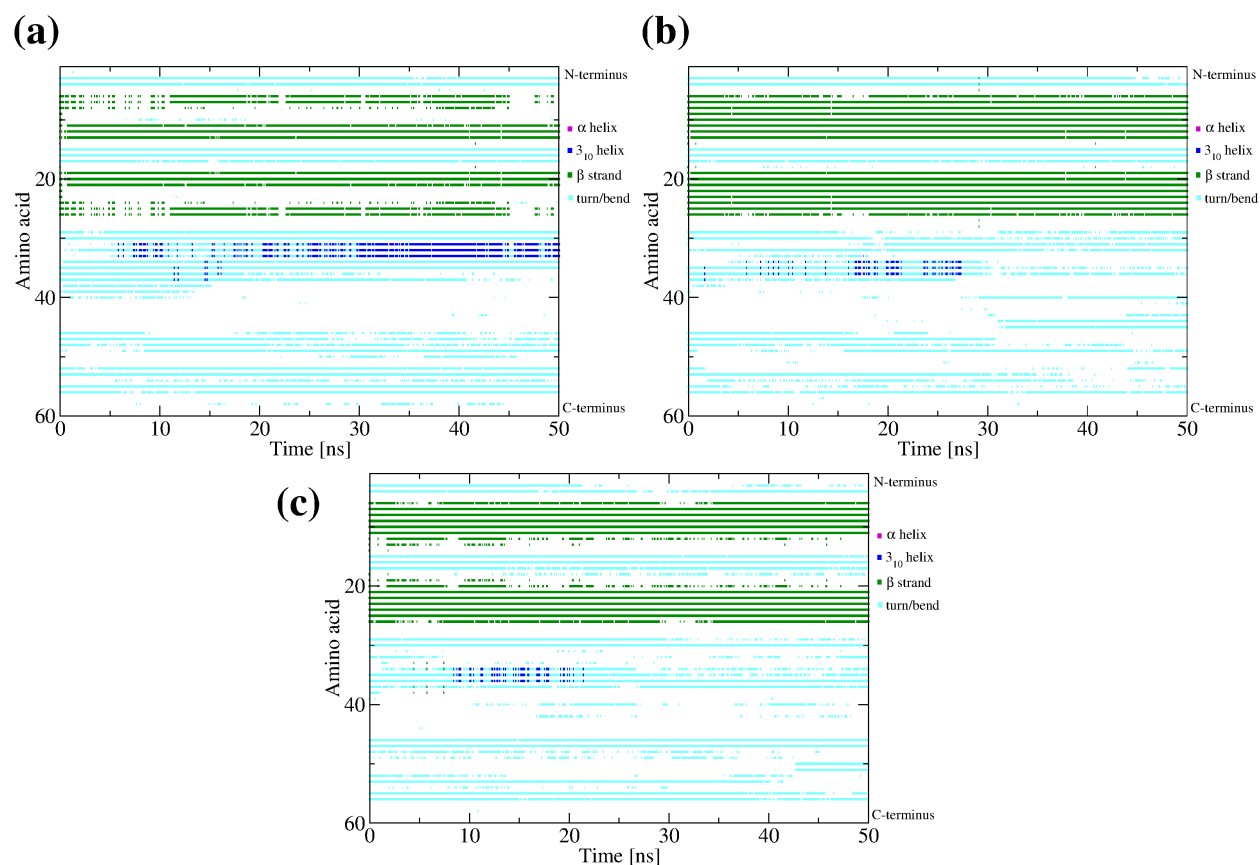 (a)
N-terminus
α helix
3₁₀ helix
β strand
turn/bend
20
40
60
Amino acid
C-terminus
0 10 20 30 40 50
Time [ns]
(b)
N-terminus
α helix
3₁₀ helix
β strand
turn/bend
20
40
60
Amino acid
C-terminus
0 10 20 30 40 50
Time [ns]
(c)
N-terminus
α helix
3₁₀ helix
β strand
turn/bend
20
40
60
Amino acid
C-terminus
0 10 20 30 40 50
Time [ns]